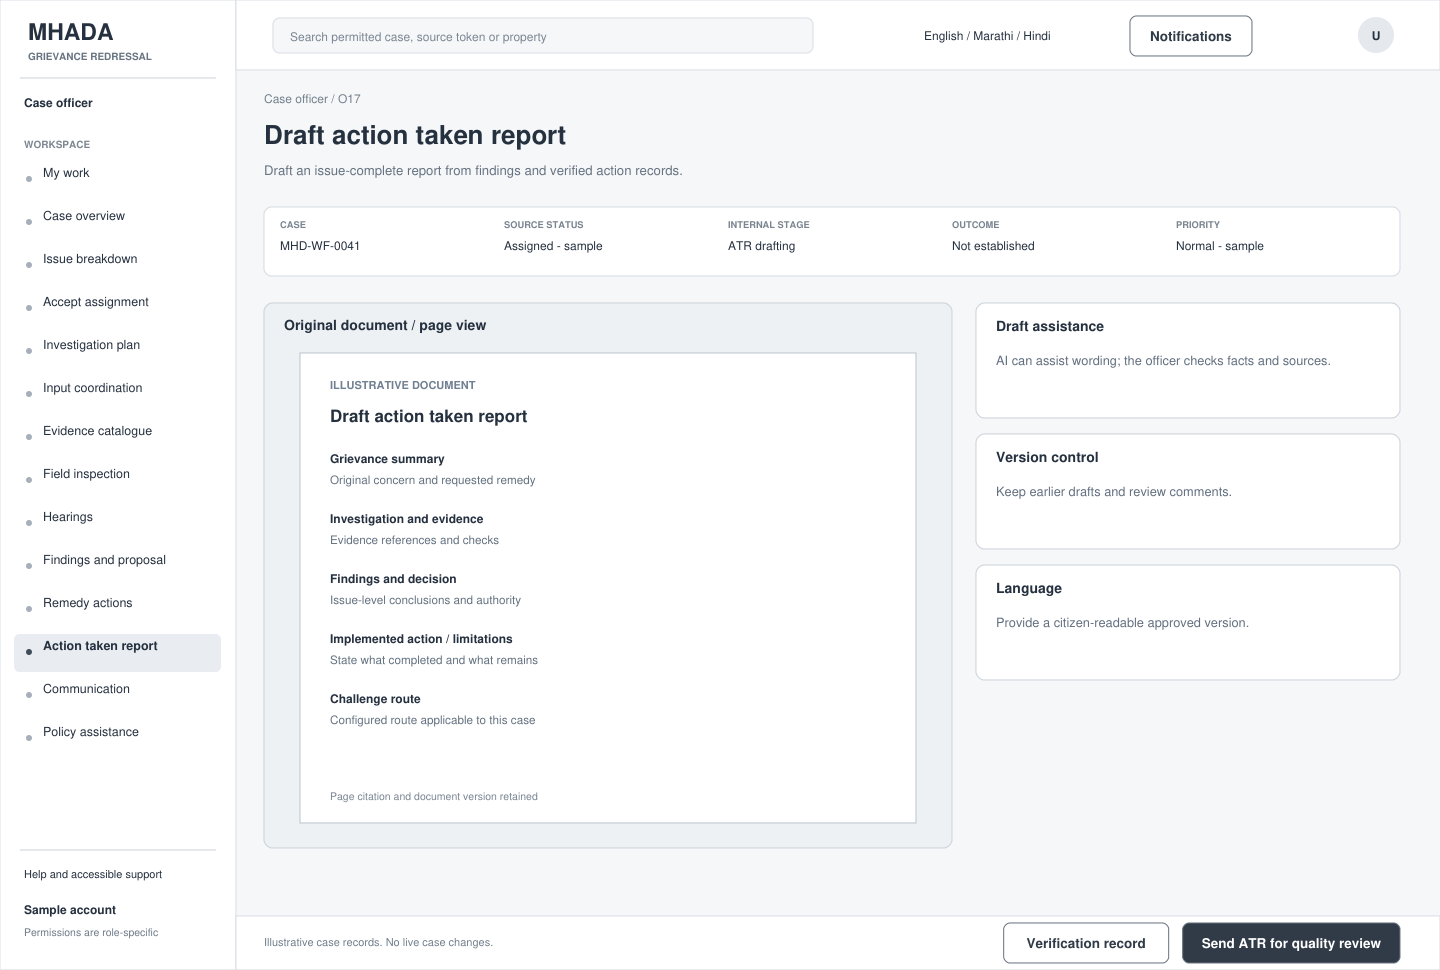 MHADA
GRIEVANCE REDRESSAL
Case officer
WORKSPACE
My work
Case overview
Issue breakdown
Accept assignment
Investigation plan
Input coordination
Evidence catalogue
Field inspection
Hearings
Findings and proposal
Remedy actions
Action taken report
Communication
Policy assistance
Help and accessible support
Sample account
Permissions are role-specific
Search permitted case, source token or property
English / Marathi / Hindi
Notifications
U
Case officer / O17
Draft action taken report
Draft an issue-complete report from findings and verified action records.
CASE
MHD-WF-0041
SOURCE STATUS
Assigned - sample
INTERNAL STAGE
ATR drafting
OUTCOME
Not established
PRIORITY
Normal - sample
Original document / page view
ILLUSTRATIVE DOCUMENT
Draft action taken report
Grievance summary
Original concern and requested remedy
Investigation and evidence
Evidence references and checks
Findings and decision
Issue-level conclusions and authority
Implemented action / limitations
State what completed and what remains
Challenge route
Configured route applicable to this case
Page citation and document version retained
Draft assistance
AI can assist wording; the officer checks facts and sources.
Version control
Keep earlier drafts and review comments.
Language
Provide a citizen-readable approved version.
Illustrative case records. No live case changes.
Verification record
Send ATR for quality review